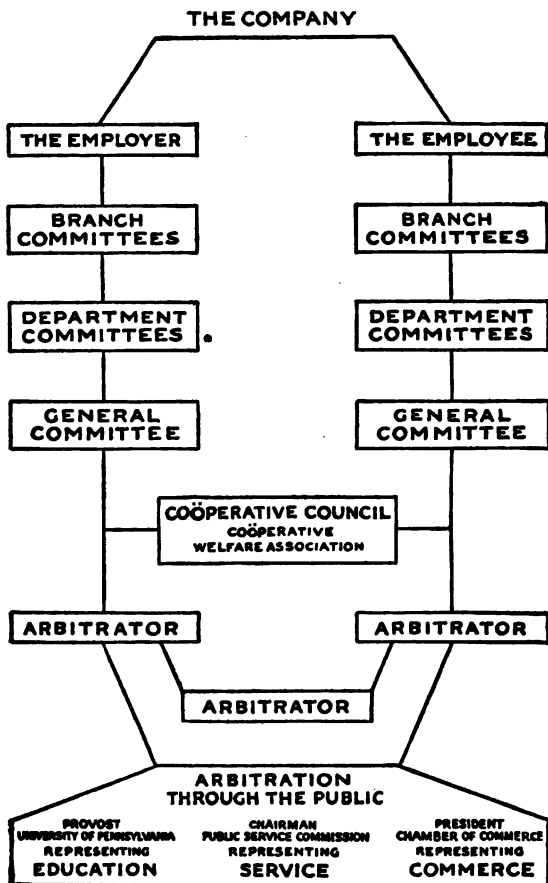 THE COMPANY
THE EMPLOYER
THE EMPLOYEE
BRANCH
COMMITTEES
BRANCH
COMMITTEES
DEPARTMENT
COMMITTEES
DEPARTMENT
COMMITTEES
GENERAL
COMMITTEE
GENERAL
COMMITTEE
COÖPERATIVE COUNCIL
COÖPERATIVE
WELFARE ASSOCIATION
ARBITRATOR
ARBITRATOR
ARBITRATOR
ARBITRATION
THROUGH THE PUBLIC
PROVOST
UNIVERSITY OF PENNSYLVANIA
REPRESENTING
EDUCATION
CHAIRMAN
PUBLIC SERVICE COMMISSION
REPRESENTING
SERVICE
PRESIDENT
CHAMBER OF COMMERCE
REPRESENTING
COMMERCE